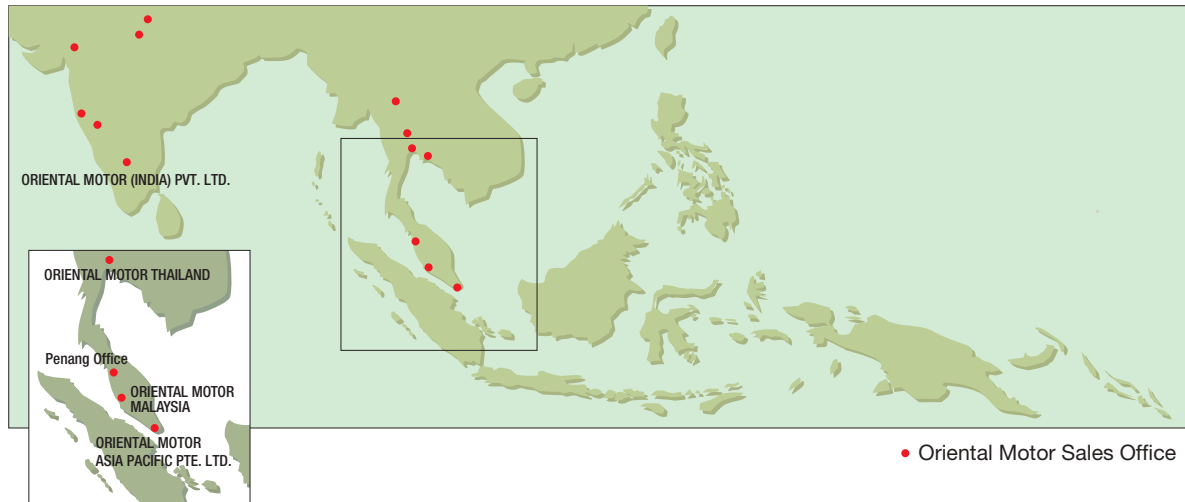 ORIENTAL MOTOR (INDIA) PVT. LTD.
ORIENTAL MOTOR THAILAND
Penang Office
ORIENTAL MOTOR
MALAYSIA
ORIENTAL MOTOR
ASIA PACIFIC PTE. LTD.
Oriental Motor Sales Office